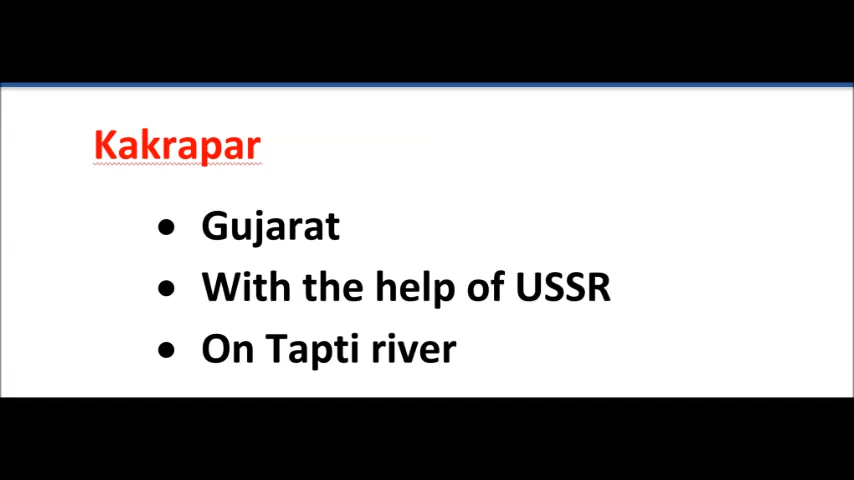 Kakrapar
• Gujarat
• With the help of USSR
• On Tapti river